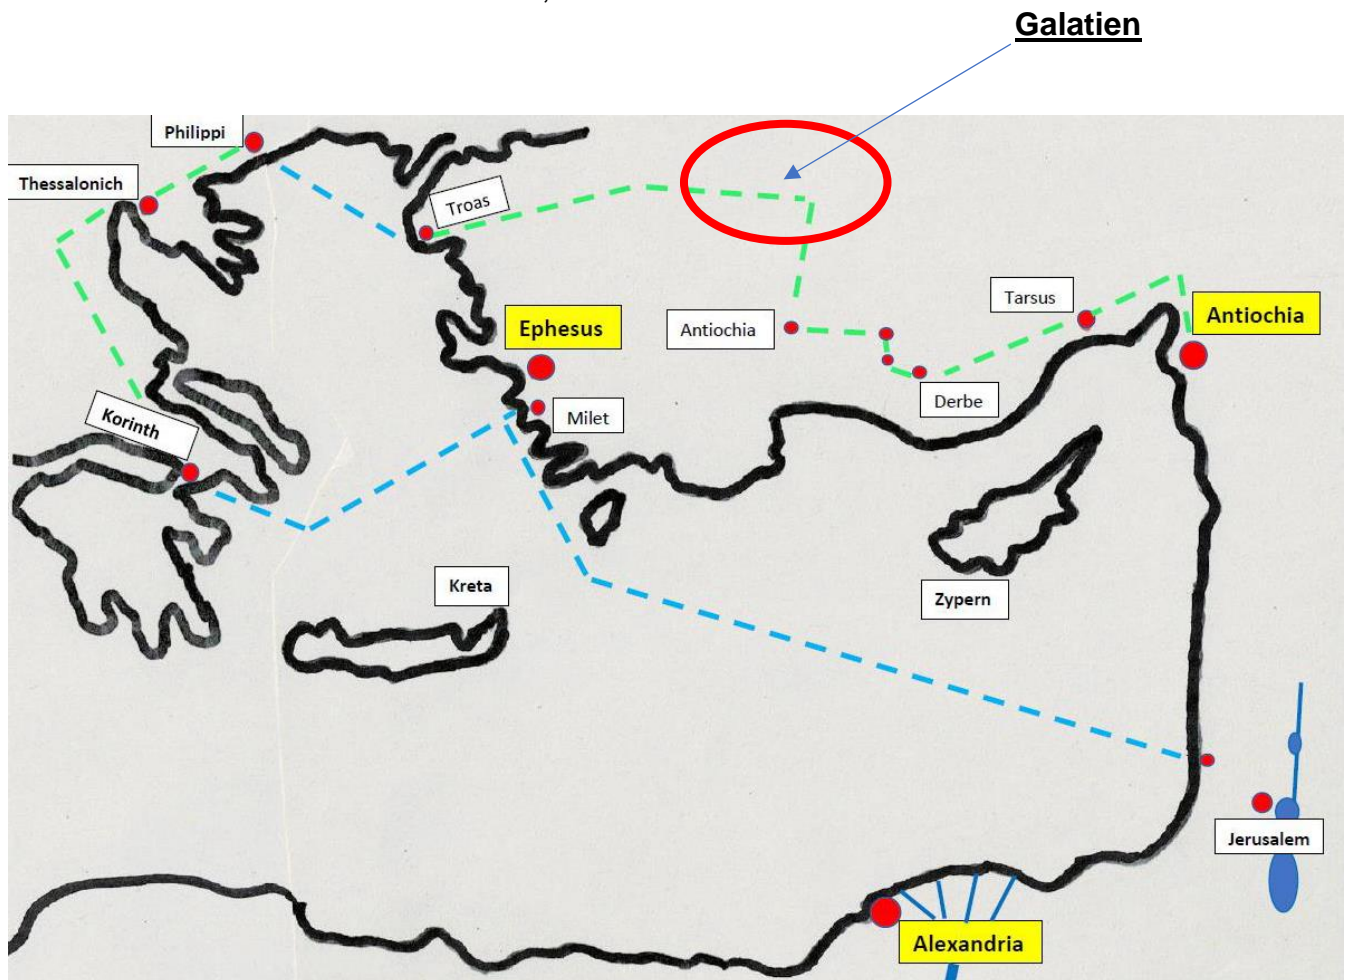 Galatien
Philippi
Thessalonich
Troas
Tarsus
Antiochia
Ephesus
Antiochia
Derbe
Korinth
Milet
Kreta
Zypern
Jerusalem
Alexandria